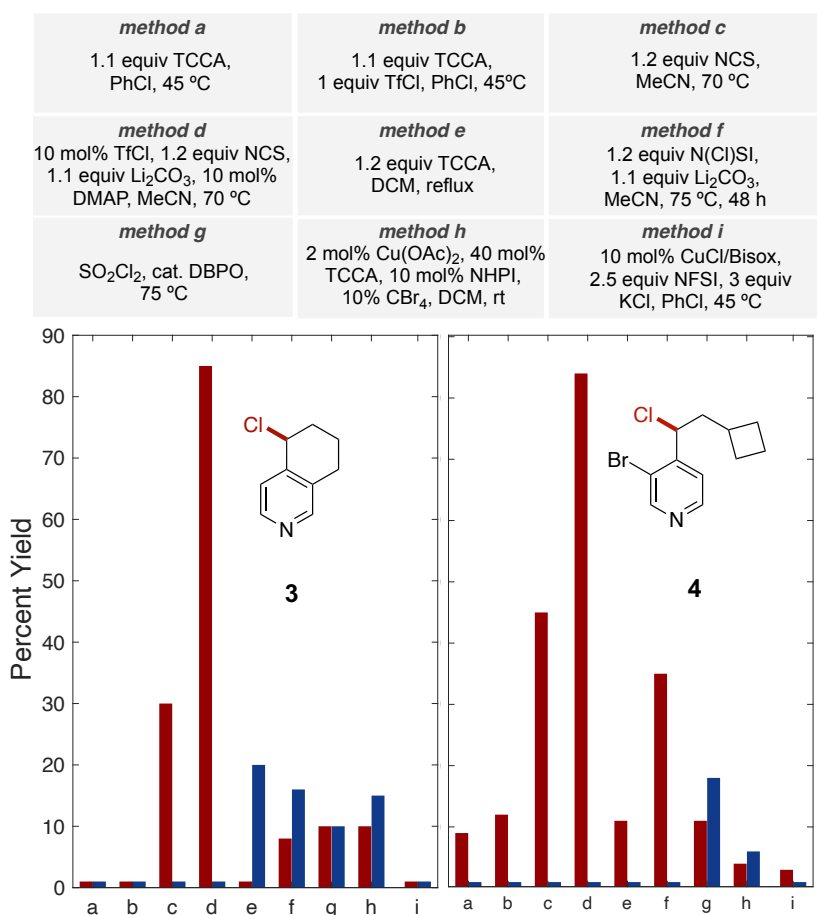 method a
1.1 equiv TCCA,
PhCl, 45 ºC
method b
1.1 equiv TCCA,
1 equiv TfCl, PhCl, 45ºC
method c
1.2 equiv NCS,
MeCN, 70 ºC
method d
10 mol% TfCl, 1.2 equiv NCS,
1.1 equiv Li₂CO₃, 10 mol%
DMAP, MeCN, 70 ºC
method e
1.2 equiv TCCA,
DCM, reflux
method f
1.2 equiv N(Cl)SI,
1.1 equiv Li₂CO₃,
MeCN, 75 ºC, 48 h
method g
SO₂Cl₂, cat. DBPO,
75 ºC
method h
2 mol% Cu(OAc)₂, 40 mol%
TCCA, 10 mol% NHPI,
10% CBr₄, DCM, rt
method i
10 mol% CuCl/Bisox,
2.5 equiv NFSI, 3 equiv
KCl, PhCl, 45 ºC
Percent Yield
90
80
70
60
50
40
30
20
10
0
Cl
N
3
a b c d e f g h i
Cl
Br
N
4
a b c d e f g h i